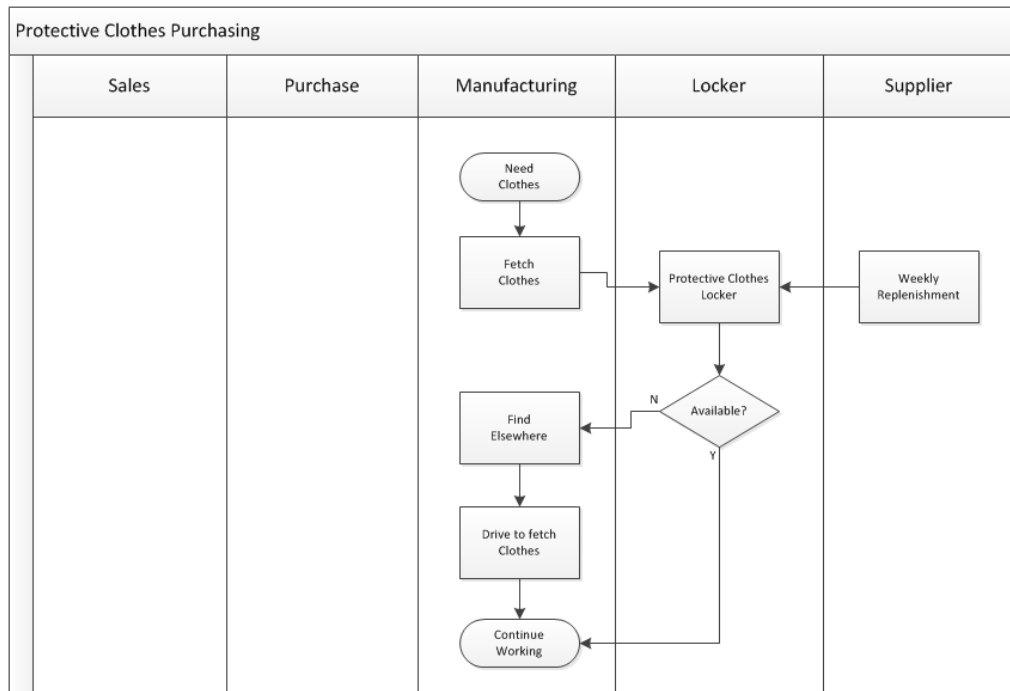 Protective Clothes Purchasing
Sales
Purchase
Manufacturing
Locker
Supplier
Need
Clothes
Fetch
Clothes
Protective Clothes
Locker
Weekly
Replenishment
Available?
N
Y
Find
Elsewhere
Drive to fetch
Clothes
Continue
Working